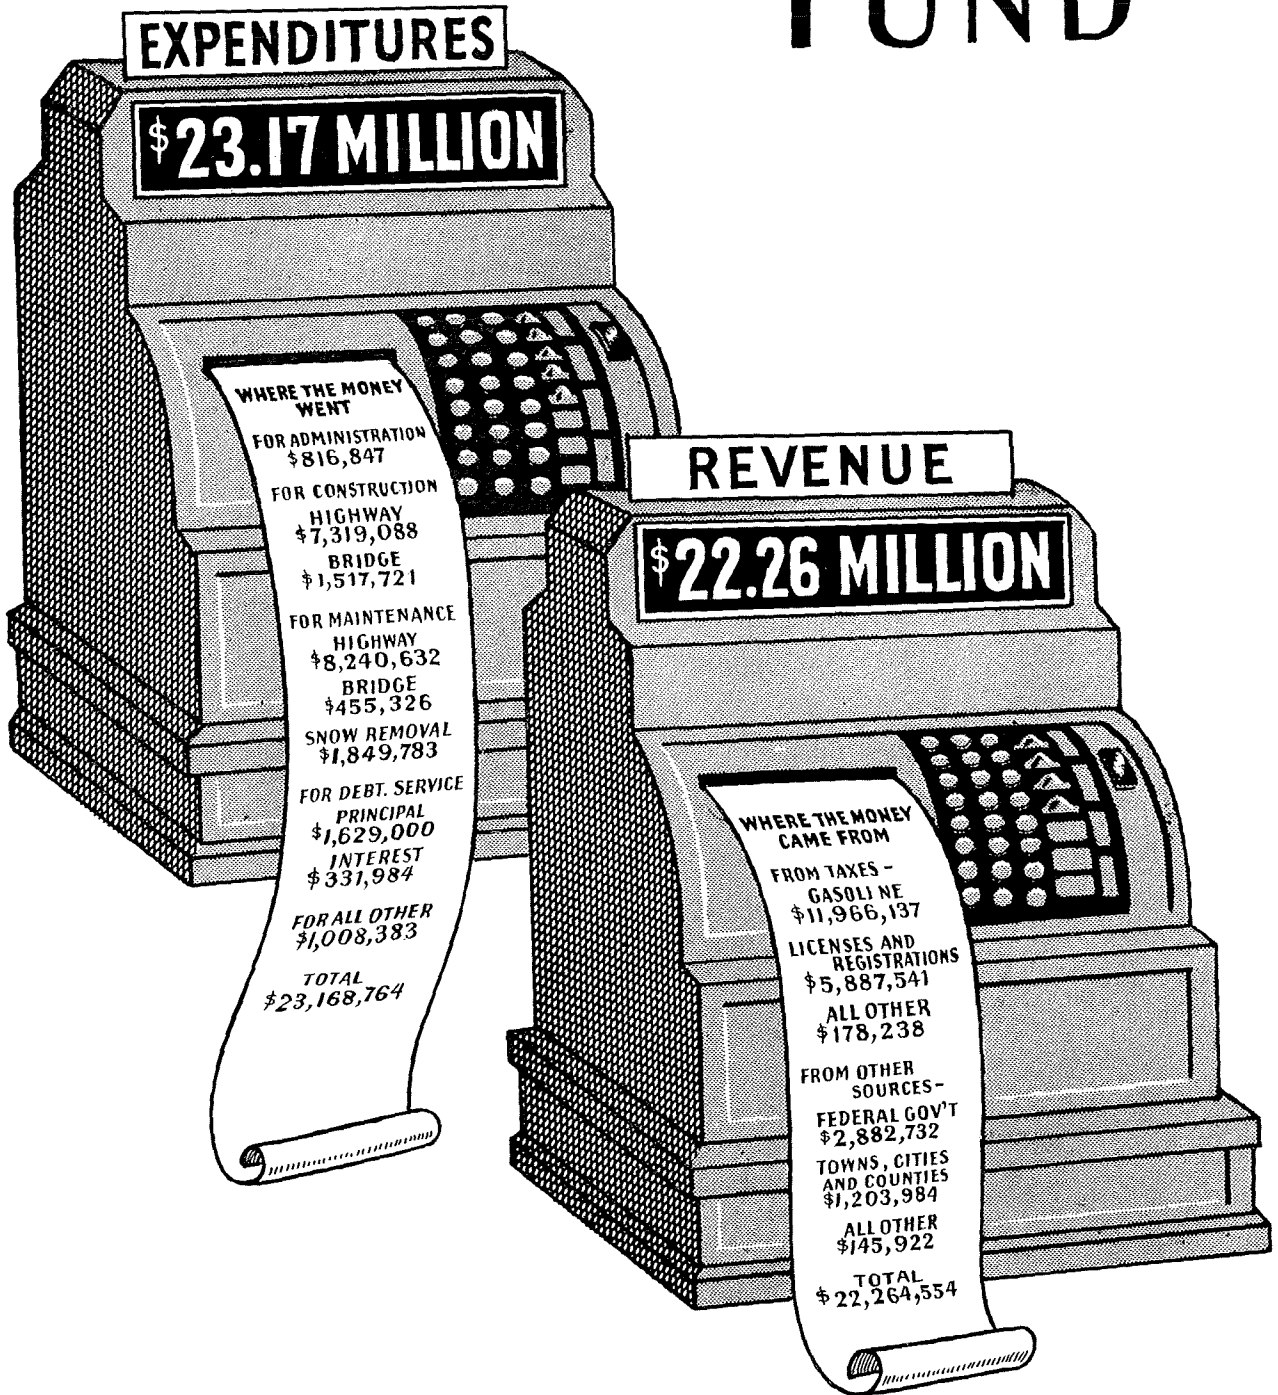 FUND
EXPENDITURES
$23.17 MILLION
WHERE THE MONEY
WENT
FOR ADMINISTRATION
$816,847
FOR CONSTRUCTION
HIGHWAY
$7,319,088
BRIDGE
$1,517,721
FOR MAINTENANCE
HIGHWAY
$8,240,632
BRIDGE
$455,326
SNOW REMOVAL
$1,849,783
FOR DEBT. SERVICE
PRINCIPAL
$1,629,000
INTEREST
$331,984
FOR ALL OTHER
$1,008,383
TOTAL
$23,168,764
REVENUE
$22.26 MILLION
WHERE THE MONEY
CAME FROM
FROM TAXES-
GASOLINE
$11,966,137
LICENSES AND
REGISTRATIONS
$5,887,541
ALL OTHER
$178,238
FROM OTHER
SOURCES-
FEDERAL GOV'T
$2,882,732
TOWNS, CITIES
AND COUNTIES
$1,203,984
ALL OTHER
$145,922
TOTAL
$22,264,554